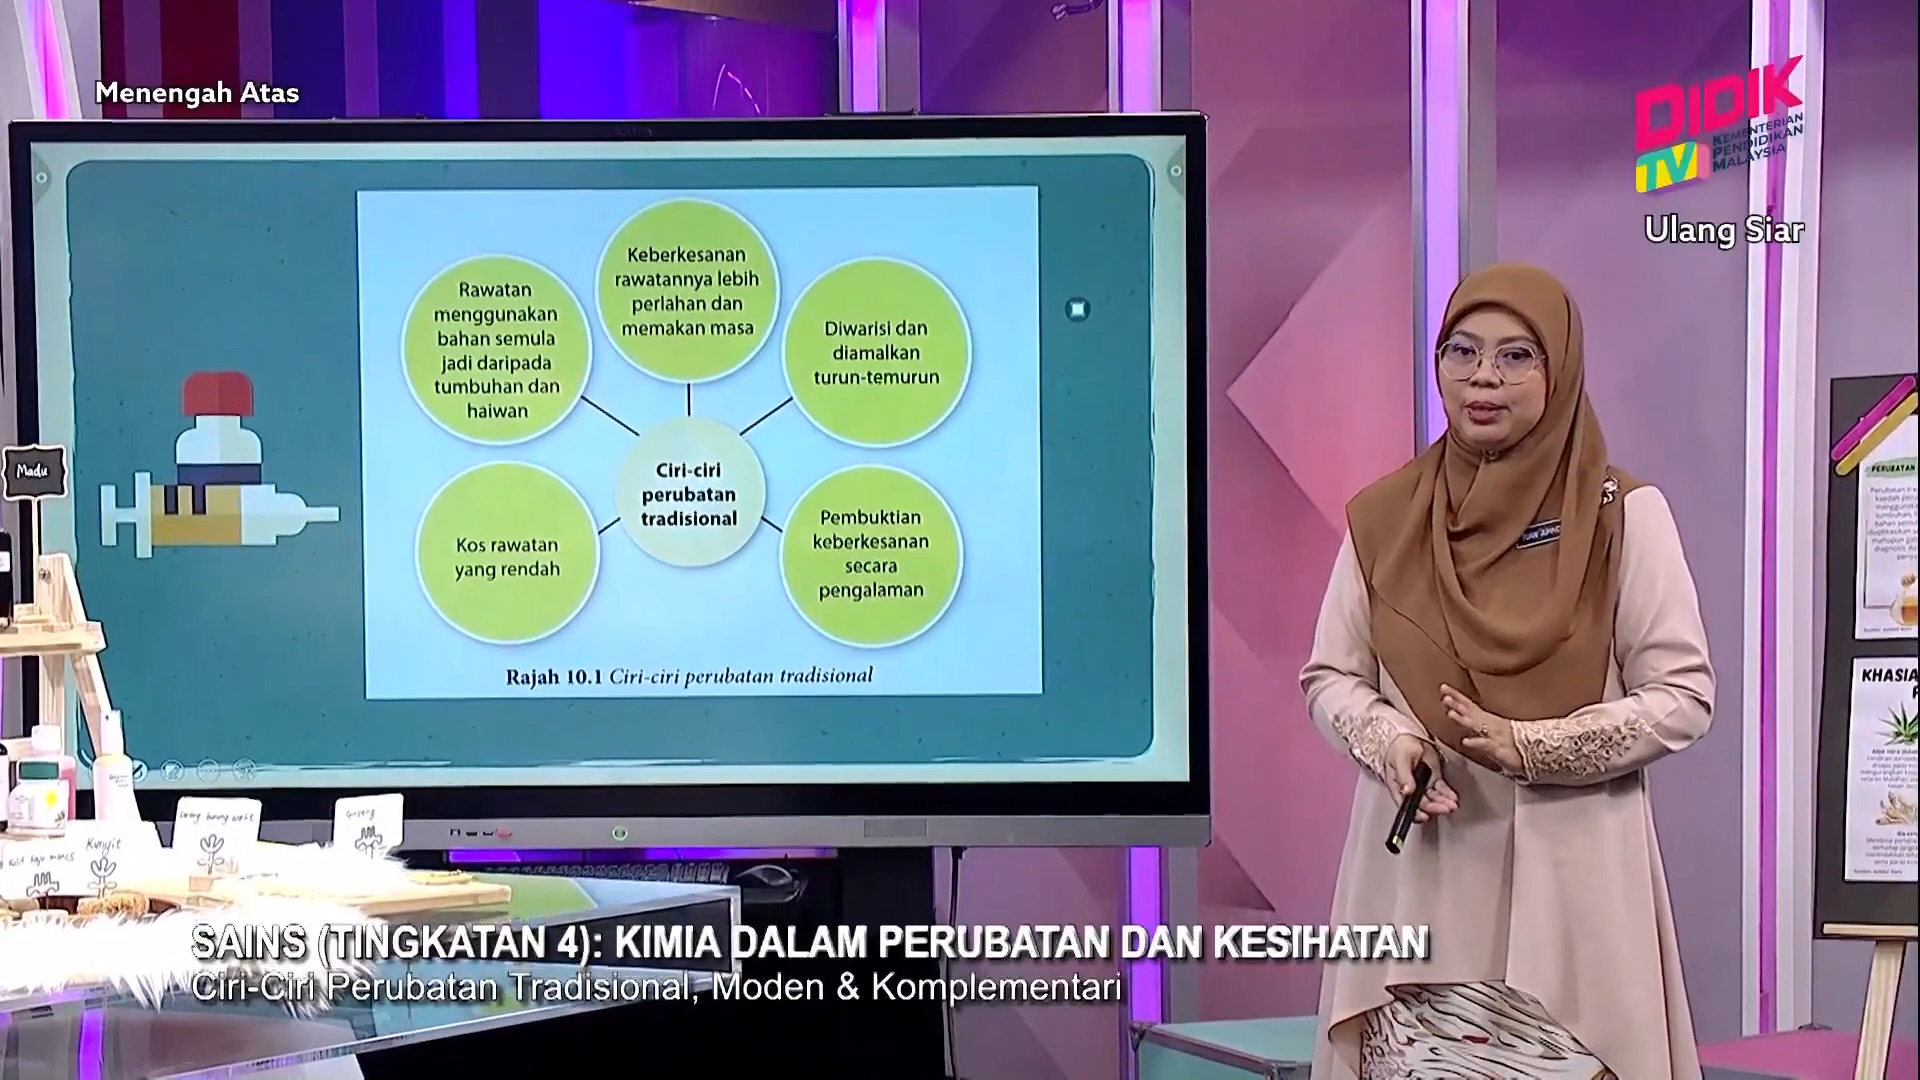 Menengah Atas
DIDIK
TV
KEMENTERIAN
PENDIDIKAN
MALAYSIA
Ulang Siar
Keberkesanan
rawatannya lebih
perlahan dan
memakan masa
Rawatan
menggunakan
bahan semula
jadi daripada
tumbuhan dan
haiwan
Diwarisi dan
diamalkan
turun-temurun
Ciri-ciri
perubatan
tradisional
Kos rawatan
yang rendah
Pembuktian
keberkesanan
secara
pengalaman
Rajah 10.1 Ciri-ciri perubatan tradisional
Madu
Kunyit
Ginseng
PERUBATAN
KHASIA
SAINS (TINGKATAN 4): KIMIA DALAM PERUBATAN DAN KESIHATAN
Ciri-Ciri Perubatan Tradisional, Moden & Komplementari